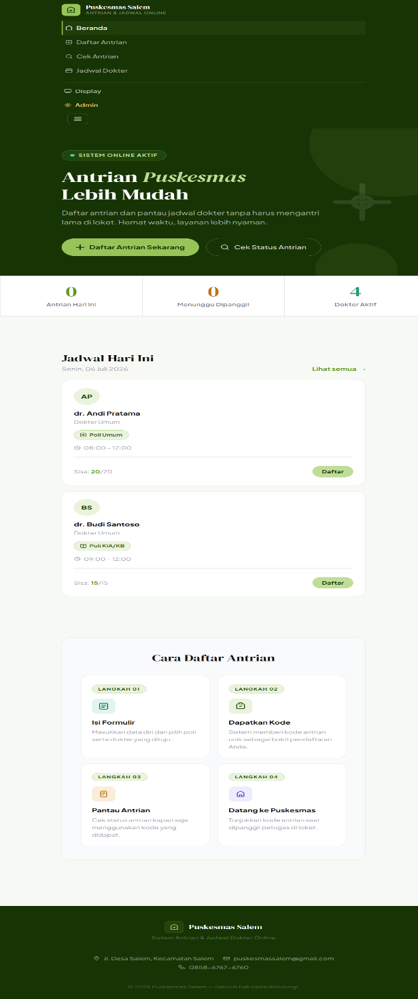 Puskesmas Salem
ANTRIAN & JADWAL ONLINE
Beranda
Daftar Antrian
Cek Antrian
Jadwal Dokter
Display
Admin
SISTEM ONLINE AKTIF
Antrian Puskesmas
Lebih Mudah
Daftar antrian dan pantau jadwal dokter tanpa harus mengantri
lama di loket. Hemat waktu, layanan lebih nyaman.
Daftar Antrian Sekarang
Cek Status Antrian
0
Antrian Hari Ini
0
Menunggu Dipanggil
4
Dokter Aktif
Jadwal Hari Ini
Senin, 06 Juli 2026
Lihat semua
AP
dr. Andi Pratama
Dokter Umum
Poli Umum
08:00 – 12:00
Sisa: 20/20
Daftar
BS
dr. Budi Santoso
Dokter Umum
Poli KIA/KB
09:00 – 12:00
Sisa: 15/15
Daftar
Cara Daftar Antrian
LANGKAH 01
Isi Formulir
Masukkan data diri dan pilih poli
serta dokter yang dituju.
LANGKAH 02
Dapatkan Kode
Sistem memberi kode antrian
unik sebagai bukti pendaftaran
Anda.
LANGKAH 03
Pantau Antrian
Cek status antrian kapan saja
menggunakan kode yang
didapat.
LANGKAH 04
Datang ke Puskesmas
Tunjukkan kode antrian saat
dipanggil petugas di loket.
Puskesmas Salem
Sistem Antrian & Jadwal Dokter Online
Jl. Desa Salem, Kecamatan Salem
puskesmassalem@gmail.com
0858-6767-6760
© 2026 Puskesmas Salem — Seluruh hak cipta dilindungi.